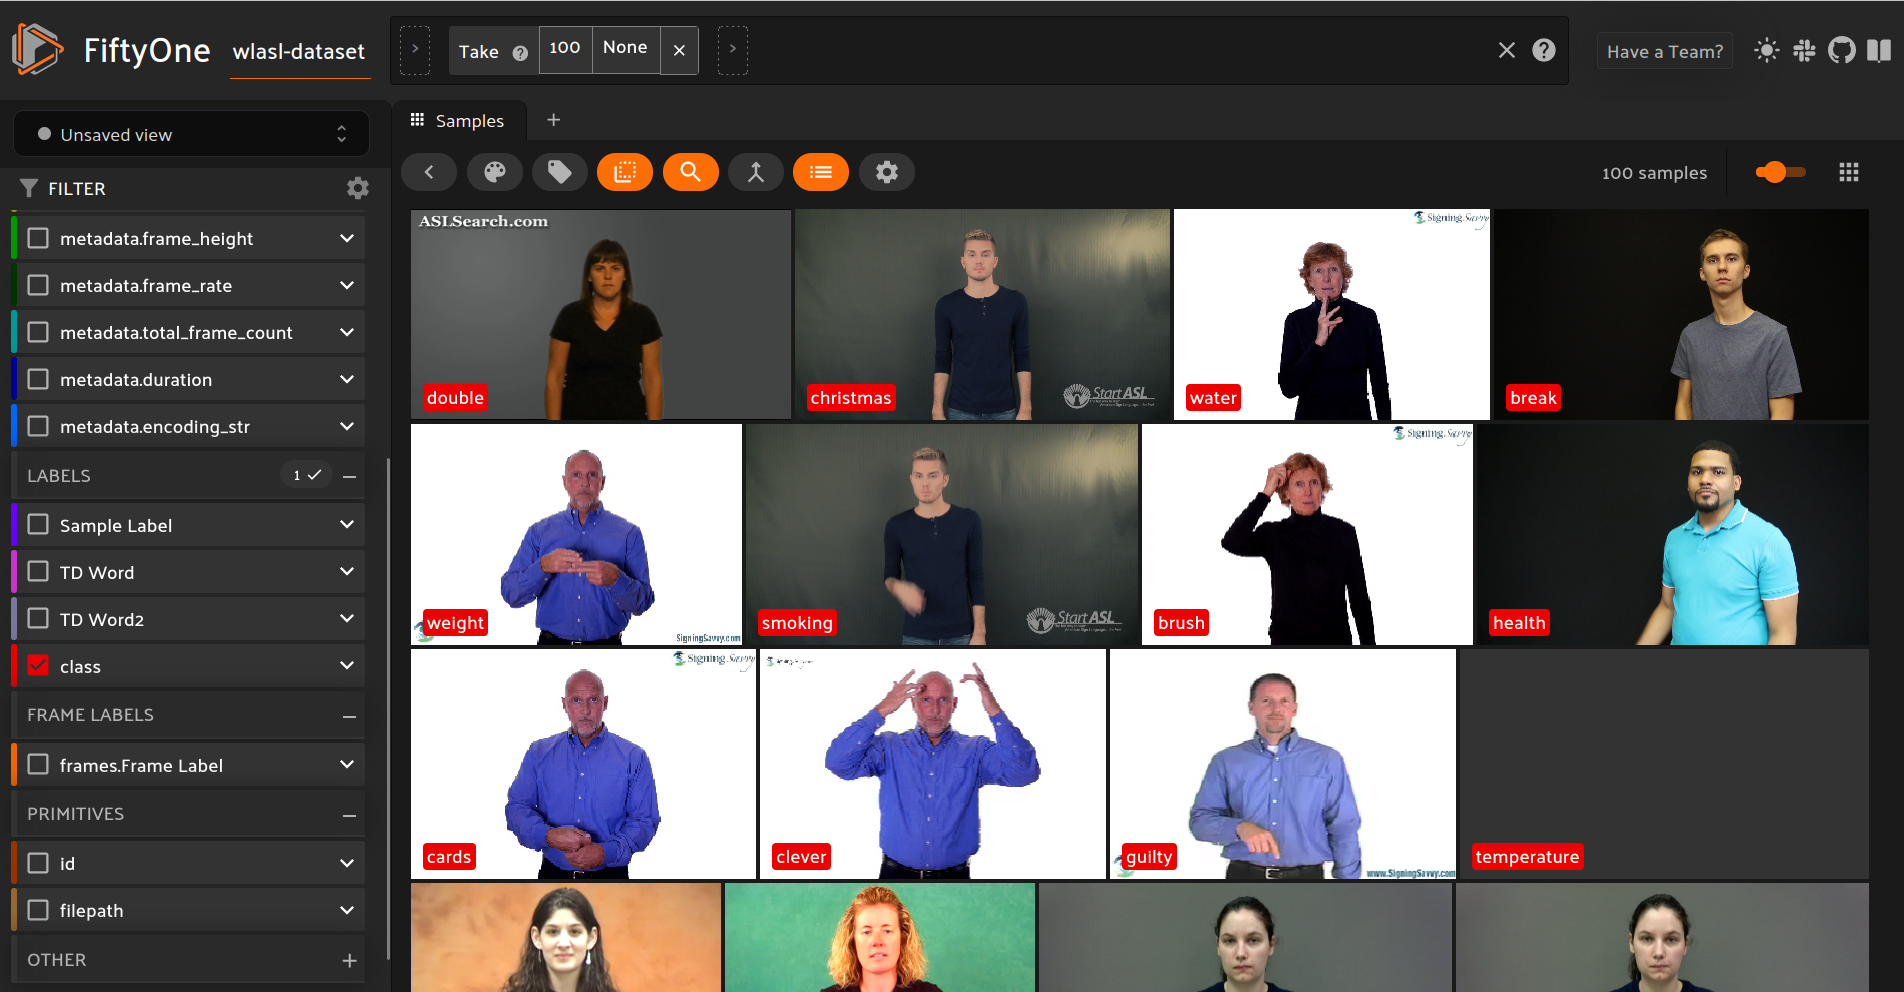 FiftyOne
wlasl-dataset
Take
100
None
Have a Team?
Unsaved view
Samples
FILTER
100 samples
metadata.frame_height
metadata.frame_rate
metadata.total_frame_count
metadata.duration
metadata.encoding_str
LABELS
1
Sample Label
TD Word
TD Word2
class
FRAME LABELS
frames.Frame Label
PRIMITIVES
id
filepath
OTHER
ASLSearch.com
double
Start ASL
christmas
Signing Savvy
water
break
weight
SigningSavvy.com
Start ASL
smoking
Signing Savvy
brush
health
Signing Savvy
cards
clever
guilty
www.SigningSavvy.com
temperature